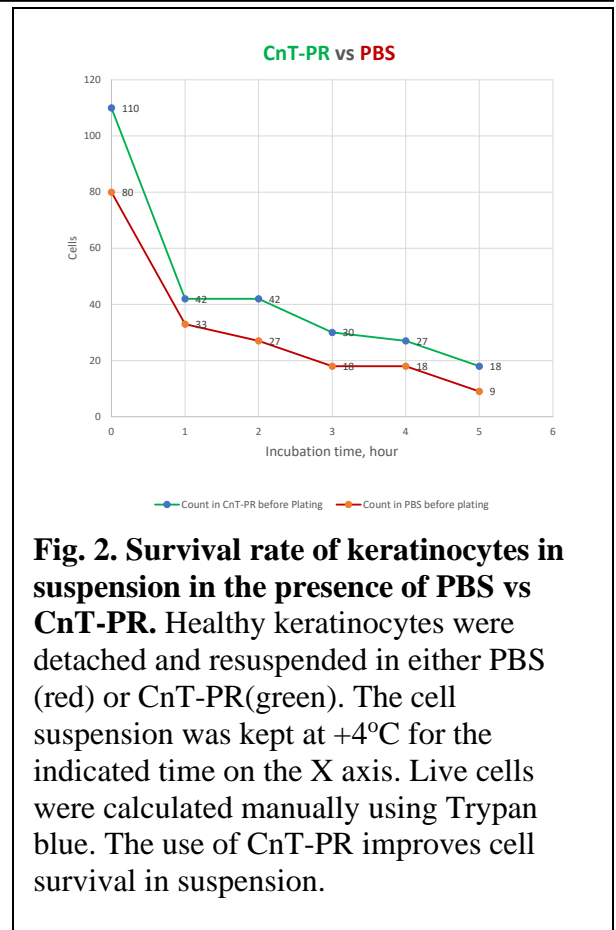 CnT-PR vs PBS
120
100
80
60
40
20
0
Cells
110
42
42
30
27
18
80
33
27
18
18
9
0 1 2 3 4 5 6
Incubation time, hour
Count in CnT-PR before Plating Count in PBS before plating
Fig. 2. Survival rate of keratinocytes in
suspension in the presence of PBS vs
CnT-PR. Healthy keratinocytes were
detached and resuspended in either PBS
(red) or CnT-PR(green). The cell
suspension was kept at +4°C for the
indicated time on the X axis. Live cells
were calculated manually using Trypan
blue. The use of CnT-PR improves cell
survival in suspension.